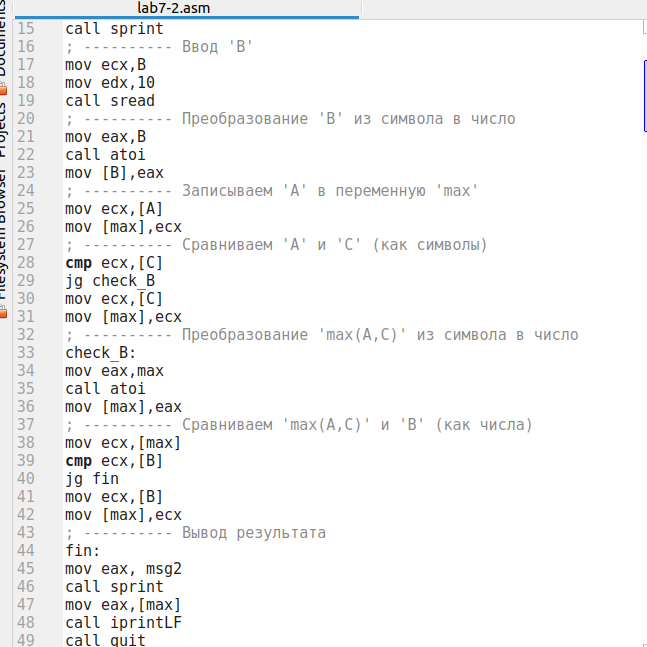 lab7-2.asm
Documents
Projects
Filesystem Browser
15 call sprint
16 ; ---------- Ввод 'B'
17 mov ecx,B
18 mov edx,10
19 call sread
20 ; ---------- Преобразование 'B' из символа в число
21 mov eax,B
22 call atoi
23 mov [B],eax
24 ; ---------- Записываем 'A' в переменную 'max'
25 mov ecx,[A]
26 mov [max],ecx
27 ; ---------- Сравниваем 'A' и 'С' (как символы)
28 cmp ecx,[C]
29 jg check_B
30 mov ecx,[C]
31 mov [max],ecx
32 ; ---------- Преобразование 'max(A,C)' из символа в число
33 check_B:
34 mov eax,max
35 call atoi
36 mov [max],eax
37 ; ---------- Сравниваем 'max(A,C)' и 'B' (как числа)
38 mov ecx,[max]
39 cmp ecx,[B]
40 jg fin
41 mov ecx,[B]
42 mov [max],ecx
43 ; ---------- Вывод результата
44 fin:
45 mov eax, msg2
46 call sprint
47 mov eax,[max]
48 call iprintLF
49 call quit